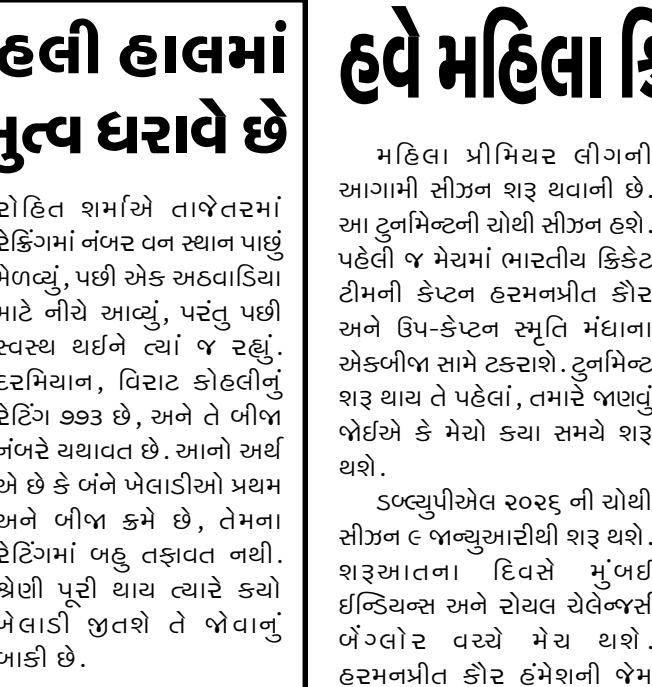 હલી હાલમાં
ધરાવે છે
રોહિત શર્માએ તાજેતરમાં
રેન્કિંગમાં નંબર વન સ્થાન પાછું
મેળવ્યું, પછી એક અઠવાડિયા
માટે નીચે આવ્યું, પરંતુ પછી
સ્વસ્થ થઈને ત્યાં જ રહ્યું.
દરમિયાન, વિરાટ કોહલીનું
રેટિંગ ૭૭૩ છે, અને તે બીજા
નંબરે યથાવત છે. આનો અર્થ
એ છે કે બંને ખેલાડીઓ પ્રથમ
અને બીજા ક્રમે છે, તેમના
રેટિંગમાં બહુ તફાવત નથી.
શ્રેણી પૂરી થાય ત્યારે કયો
ખેલાડી જીતશે તે જોવાનું
બાકી છે.
હવે મહિલા
મહિલા પ્રીમિયર લીગની
આગામી સીઝન શરૂ થવાની છે.
આ ટુર્નામેન્ટની ચોથી સીઝન હશે.
પહેલી જ મેચમાં ભારતીય ક્રિકેટ
ટીમની કેપ્ટન હરમનપ્રીત કૌર
અને ઉપ-કેપ્ટન સ્મૃતિ મંધાના
એકબીજા સામે ટકરાશે. ટુર્નામેન્ટ
શરૂ થાય તે પહેલાં, તમારે જાણવું
જોઈએ કે મેચો કયા સમયે શરૂ
થશે.
ડબ્લ્યુપીએલ ૨૦૨૬ ની ચોથી
સીઝન ૯ જાન્યુઆરીથી શરૂ થશે.
શરૂઆતના દિવસે મુંબઈ
ઈન્ડિયન્સ અને રોયલ ચેલેન્જર્સ
બેંગ્લોર વચ્ચે મેચ થશે.
હરમનપ્રીત કૌર હંમેશની જેમ